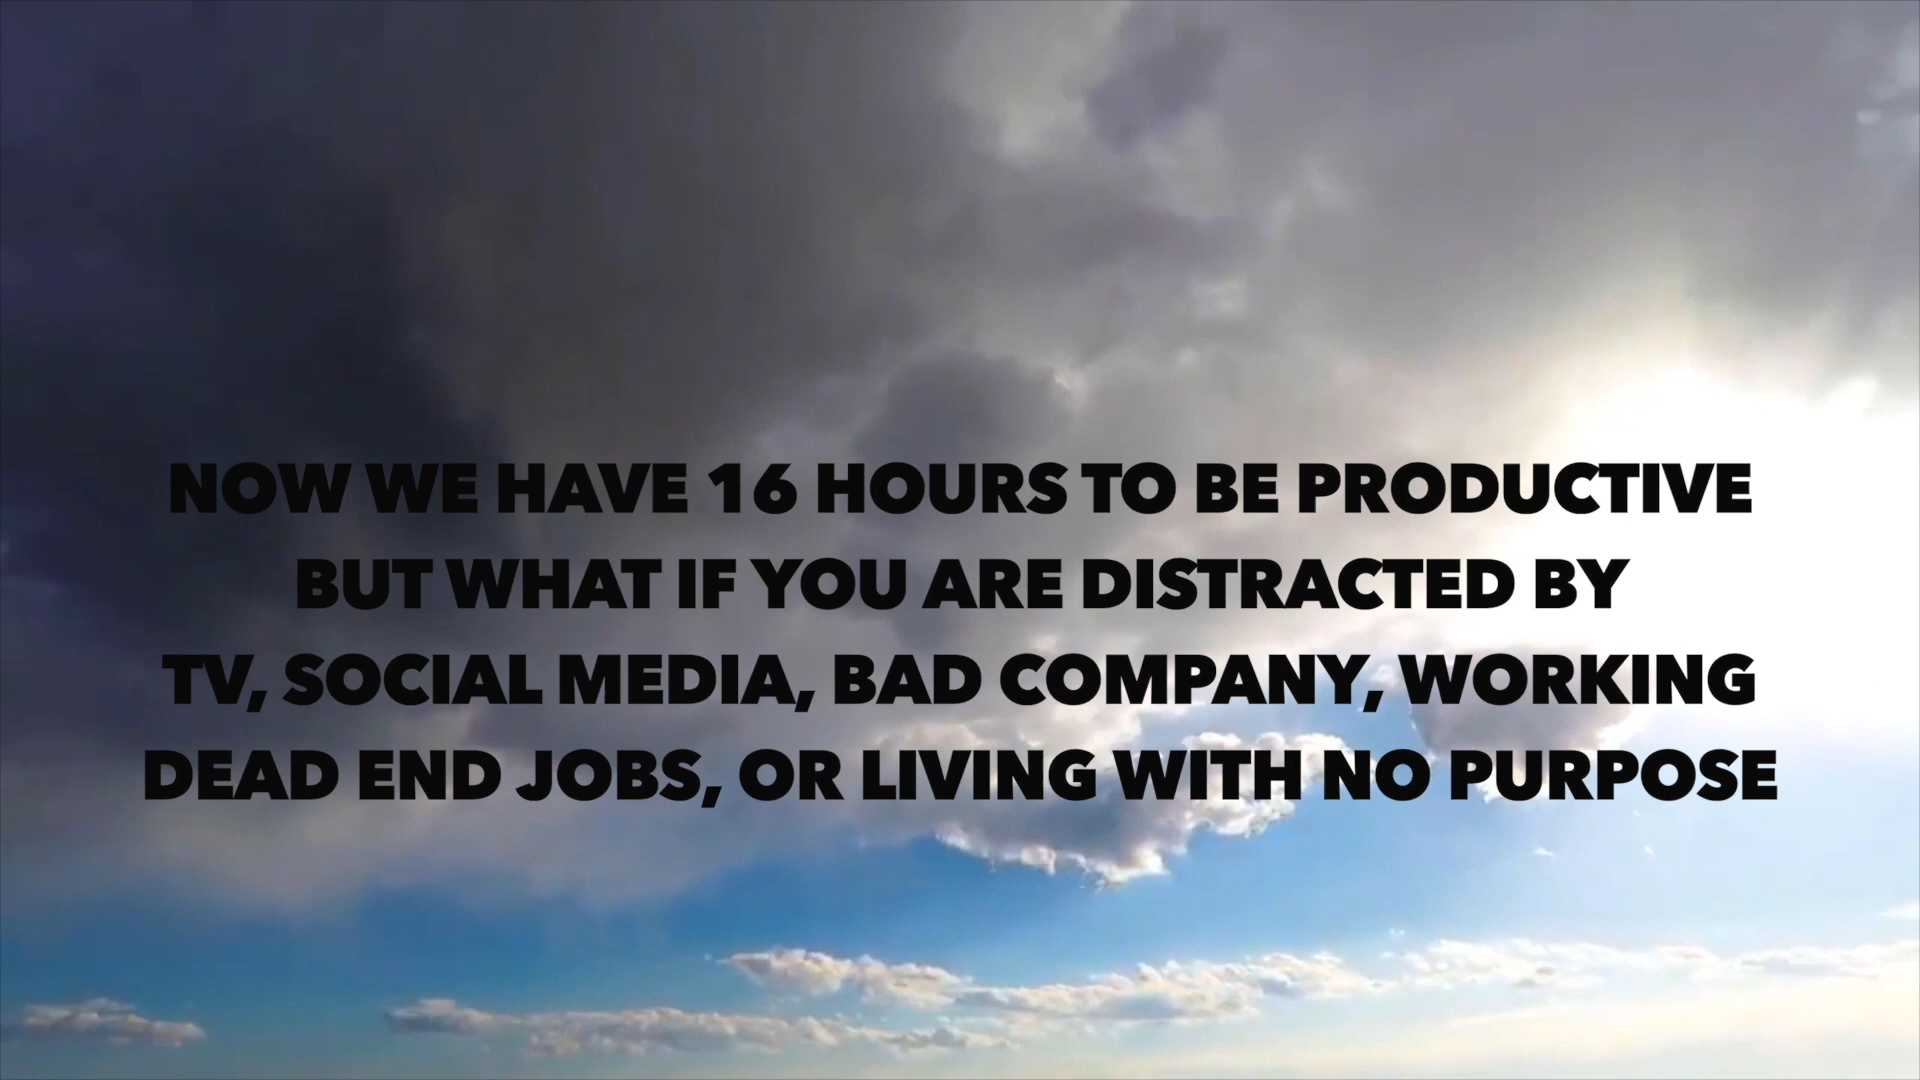 NOW WE HAVE 16 HOURS TO BE PRODUCTIVE
BUT WHAT IF YOU ARE DISTRACTED BY
TV, SOCIAL MEDIA, BAD COMPANY, WORKING
DEAD END JOBS, OR LIVING WITH NO PURPOSE